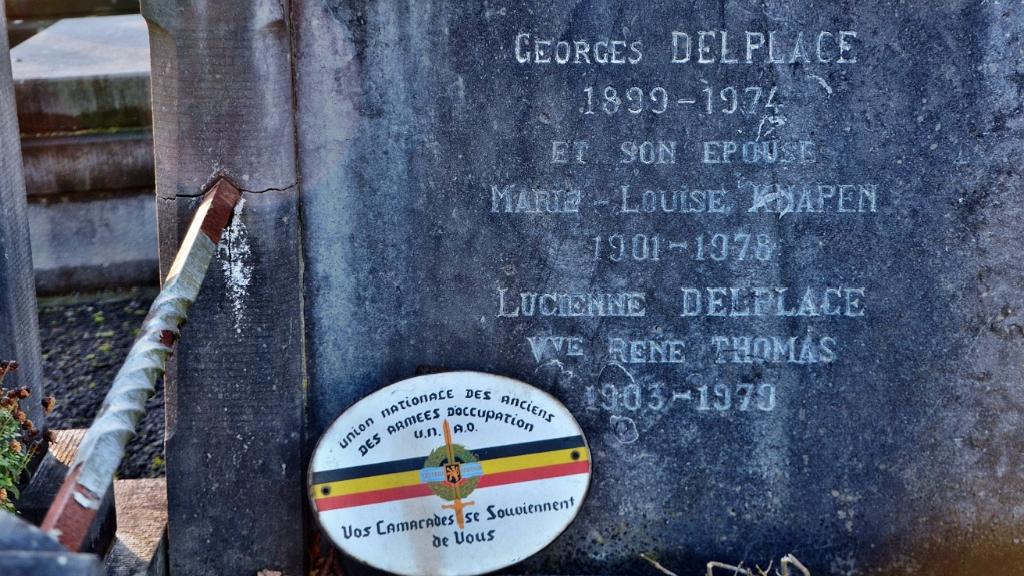 Georges DELPLACE
1899-1974
ET SON EPOUSE
Marie-Louise KNAPEN
1901-1978
Lucienne DELPLACE
Vve Rene THOMAS
1903-1979
Union Nationale des Anciens
des Armees d'Occupation
U.N. A.O.
Vos Camarades se Souviennent
de Vous